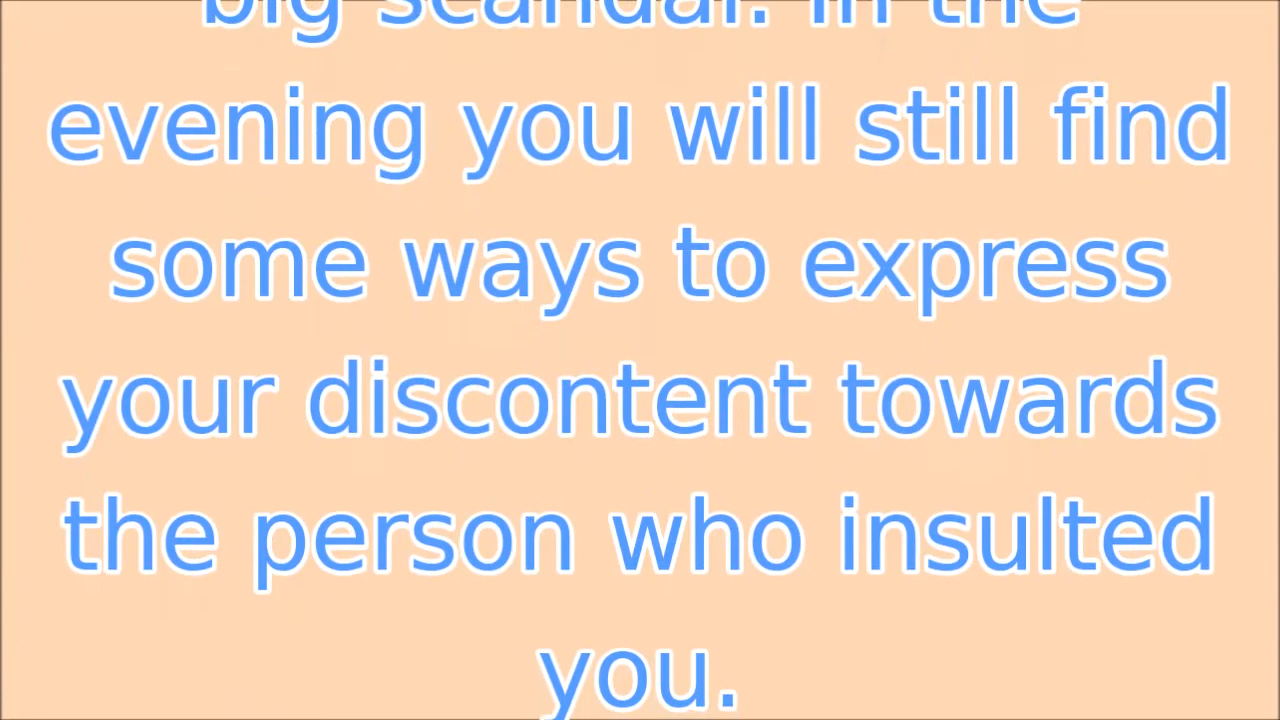 big scandal. In the
evening you will still find
some ways to express
your discontent towards
the person who insulted
you.